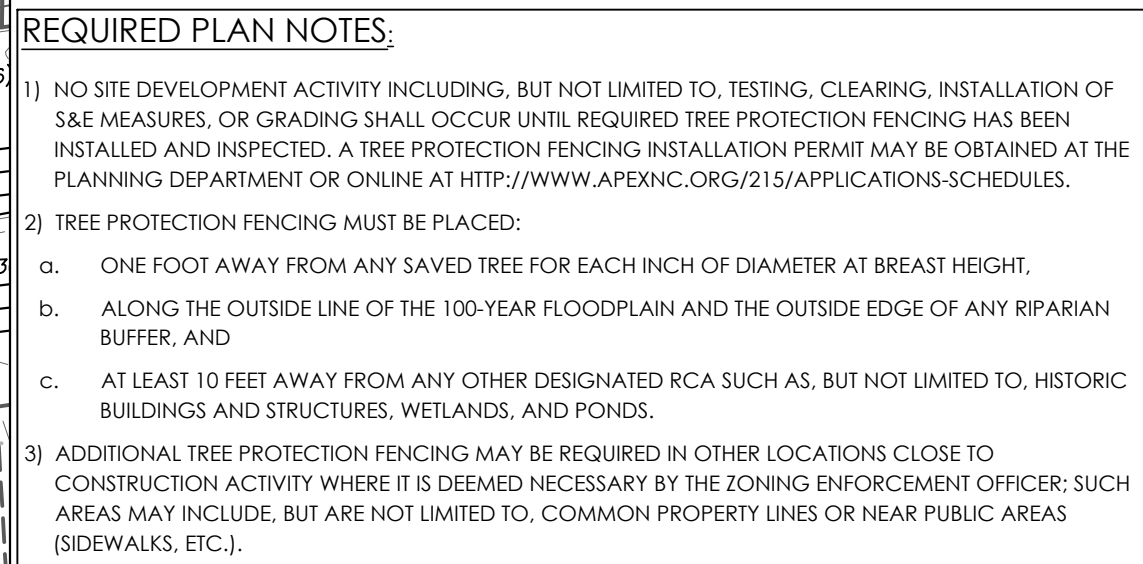 REQUIRED PLAN NOTES:
1) NO SITE DEVELOPMENT ACTIVITY INCLUDING, BUT NOT LIMITED TO, TESTING, CLEARING, INSTALLATION OF
S&E MEASURES, OR GRADING SHALL OCCUR UNTIL REQUIRED TREE PROTECTION FENCING HAS BEEN
INSTALLED AND INSPECTED. A TREE PROTECTION FENCING INSTALLATION PERMIT MAY BE OBTAINED AT THE
PLANNING DEPARTMENT OR ONLINE AT HTTP://WWW.APEXNC.ORG/215/APPLICATIONS-SCHEDULES.
2) TREE PROTECTION FENCING MUST BE PLACED:
a. ONE FOOT AWAY FROM ANY SAVED TREE FOR EACH INCH OF DIAMETER AT BREAST HEIGHT,
b. ALONG THE OUTSIDE LINE OF THE 100-YEAR FLOODPLAIN AND THE OUTSIDE EDGE OF ANY RIPARIAN
BUFFER, AND
c. AT LEAST 10 FEET AWAY FROM ANY OTHER DESIGNATED RCA SUCH AS, BUT NOT LIMITED TO, HISTORIC
BUILDINGS AND STRUCTURES, WETLANDS, AND PONDS.
3) ADDITIONAL TREE PROTECTION FENCING MAY BE REQUIRED IN OTHER LOCATIONS CLOSE TO
CONSTRUCTION ACTIVITY WHERE IT IS DEEMED NECESSARY BY THE ZONING ENFORCEMENT OFFICER; SUCH
AREAS MAY INCLUDE, BUT ARE NOT LIMITED TO, COMMON PROPERTY LINES OR NEAR PUBLIC AREAS
(SIDEWALKS, ETC.).